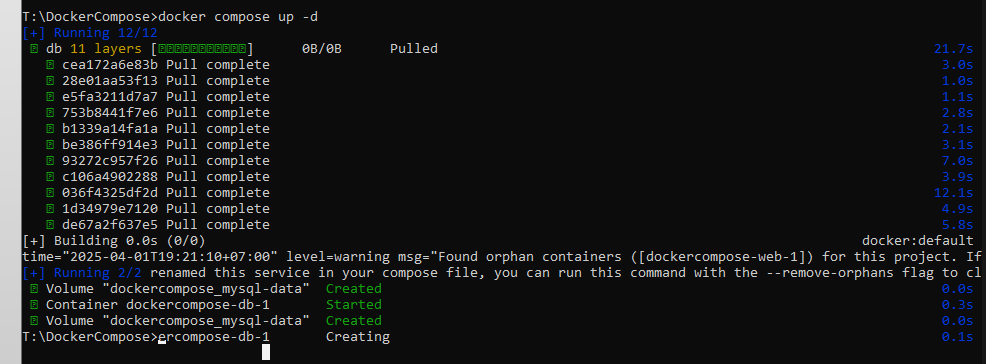 T:\DockerCompose>docker compose up -d
[+] Running 12/12
db 11 layers [] 0B/0B Pulled 21.7s
cea172a6e83b Pull complete 3.0s
28e01aa53f13 Pull complete 1.0s
e5fa3211d7a7 Pull complete 1.1s
753b8441f7e6 Pull complete 2.8s
b1339a14fa1a Pull complete 2.1s
be386ff914e3 Pull complete 3.1s
93272c957f26 Pull complete 7.0s
c106a4902288 Pull complete 3.9s
036f4325df2d Pull complete 12.1s
1d34979e7120 Pull complete 4.9s
de67a2f637e5 Pull complete 5.8s
[+] Building 0.0s (0/0) docker:default
time="2025-04-01T19:21:10+07:00" level=warning msg="Found orphan containers ([dockercompose-web-1]) for this project. If
[+] Running 2/2 renamed this service in your compose file, you can run this command with the --remove-orphans flag to cl
Volume "dockercompose_mysql-data" Created 0.0s
Container dockercompose-db-1 Started 0.3s
Volume "dockercompose_mysql-data" Created 0.0s
T:\DockerCompose>ercompose-db-1 Creating 0.1s